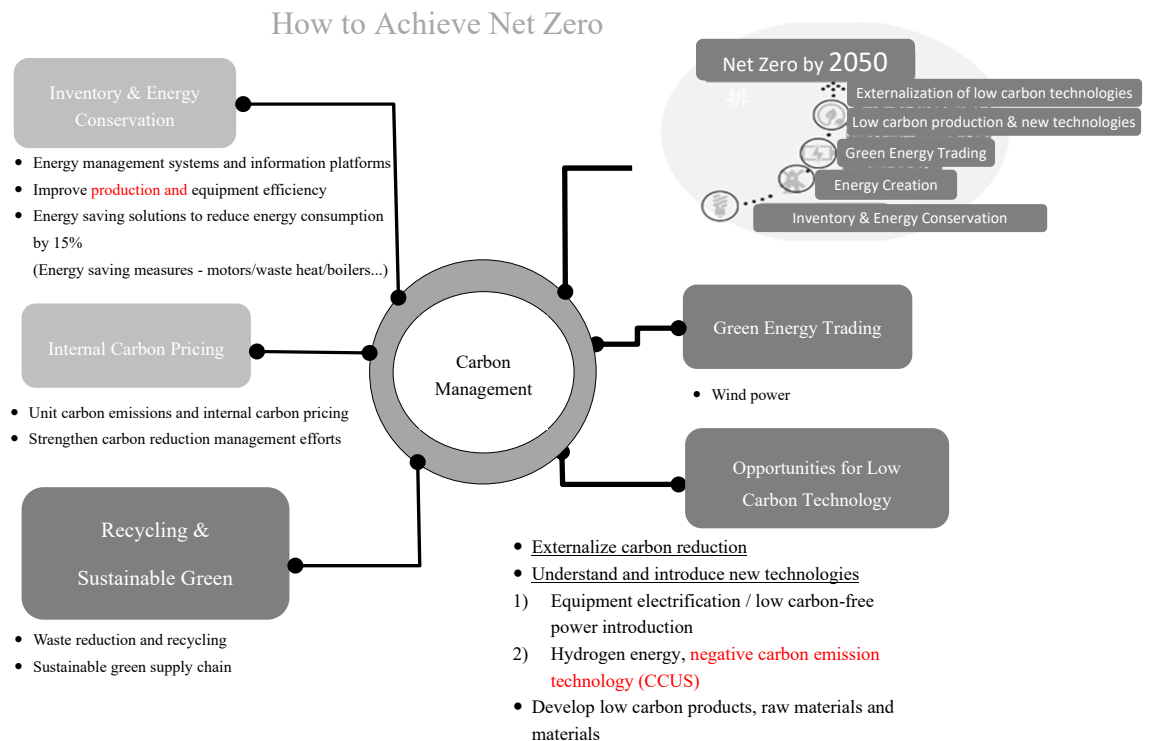 How to Achieve Net Zero
Inventory & Energy
Conservation
• Energy management systems and information platforms
• Improve production and equipment efficiency
• Energy saving solutions to reduce energy consumption
by 15%
(Energy saving measures - motors/waste heat/boilers...)
Internal Carbon Pricing
• Unit carbon emissions and internal carbon pricing
• Strengthen carbon reduction management efforts
Recycling &
Sustainable Green
• Waste reduction and recycling
• Sustainable green supply chain
Carbon
Management
Net Zero by 2050
排
Externalization of low carbon technologies
Low carbon production & new technologies
Green Energy Trading
Energy Creation
Inventory & Energy Conservation
Green Energy Trading
• Wind power
Opportunities for Low
Carbon Technology
• Externalize carbon reduction
• Understand and introduce new technologies
1) Equipment electrification / low carbon-free
power introduction
2) Hydrogen energy, negative carbon emission
technology (CCUS)
• Develop low carbon products, raw materials and
materials